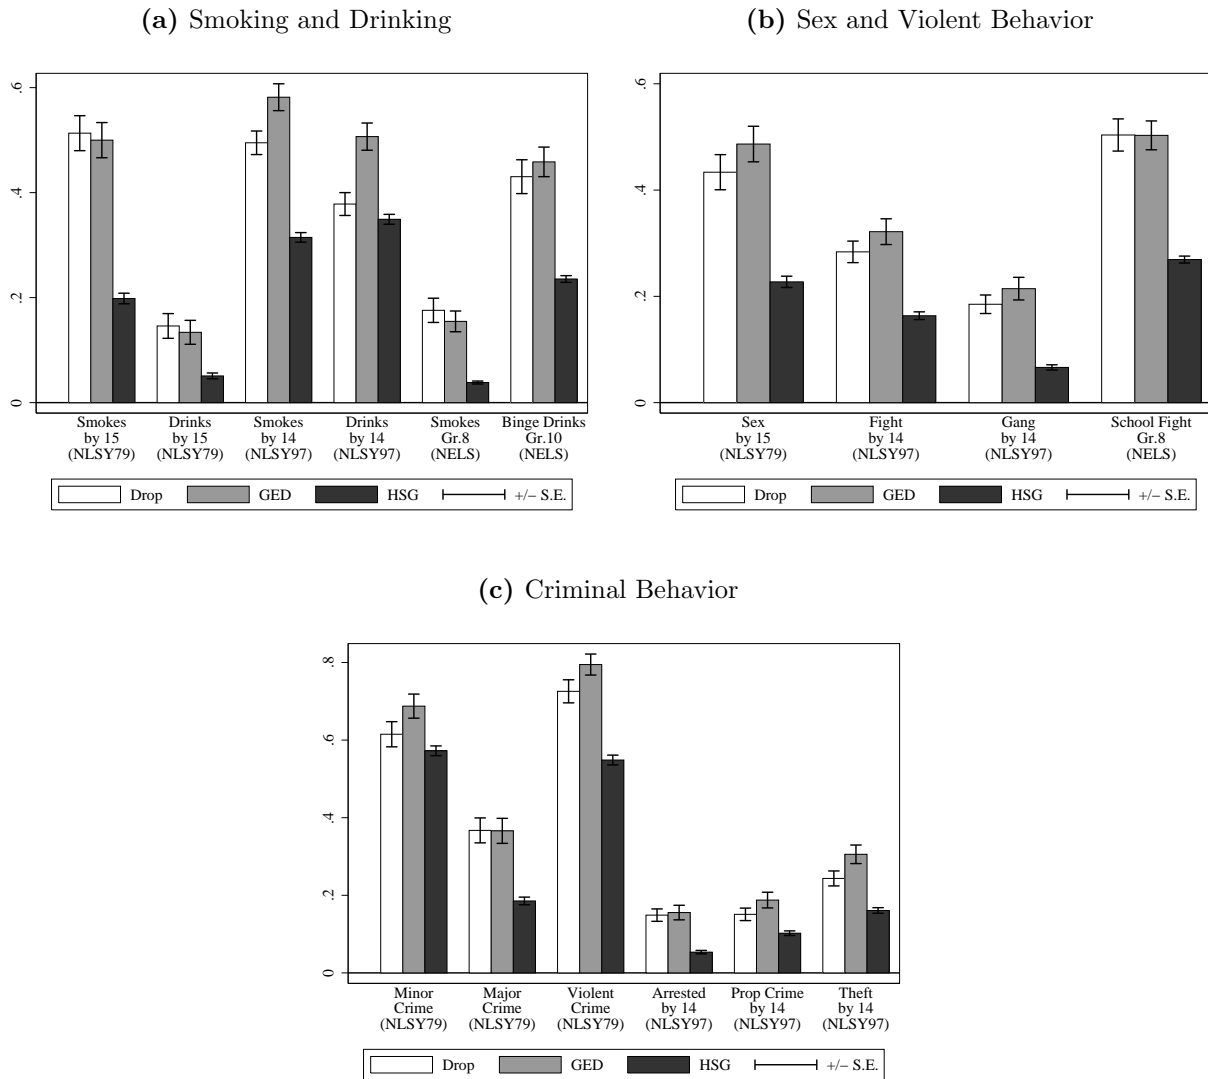 (a) Smoking and Drinking
.6
.4
.2
0
Smokes by 15 (NLSY79)
Drinks by 15 (NLSY79)
Smokes by 14 (NLSY97)
Drinks by 14 (NLSY97)
Smokes Gr.8 (NELS)
Binge Drinks Gr.10 (NELS)
Drop GED HSG +/− S.E.
(b) Sex and Violent Behavior
.6
.4
.2
0
Sex by 15 (NLSY79)
Fight by 14 (NLSY97)
Gang by 14 (NLSY97)
School Fight Gr.8 (NELS)
Drop GED HSG +/− S.E.
(c) Criminal Behavior
.8
.6
.4
.2
0
Minor Crime (NLSY79)
Major Crime (NLSY79)
Violent Crime (NLSY79)
Arrested by 14 (NLSY97)
Prop Crime by 14 (NLSY97)
Theft by 14 (NLSY97)
Drop GED HSG +/− S.E.